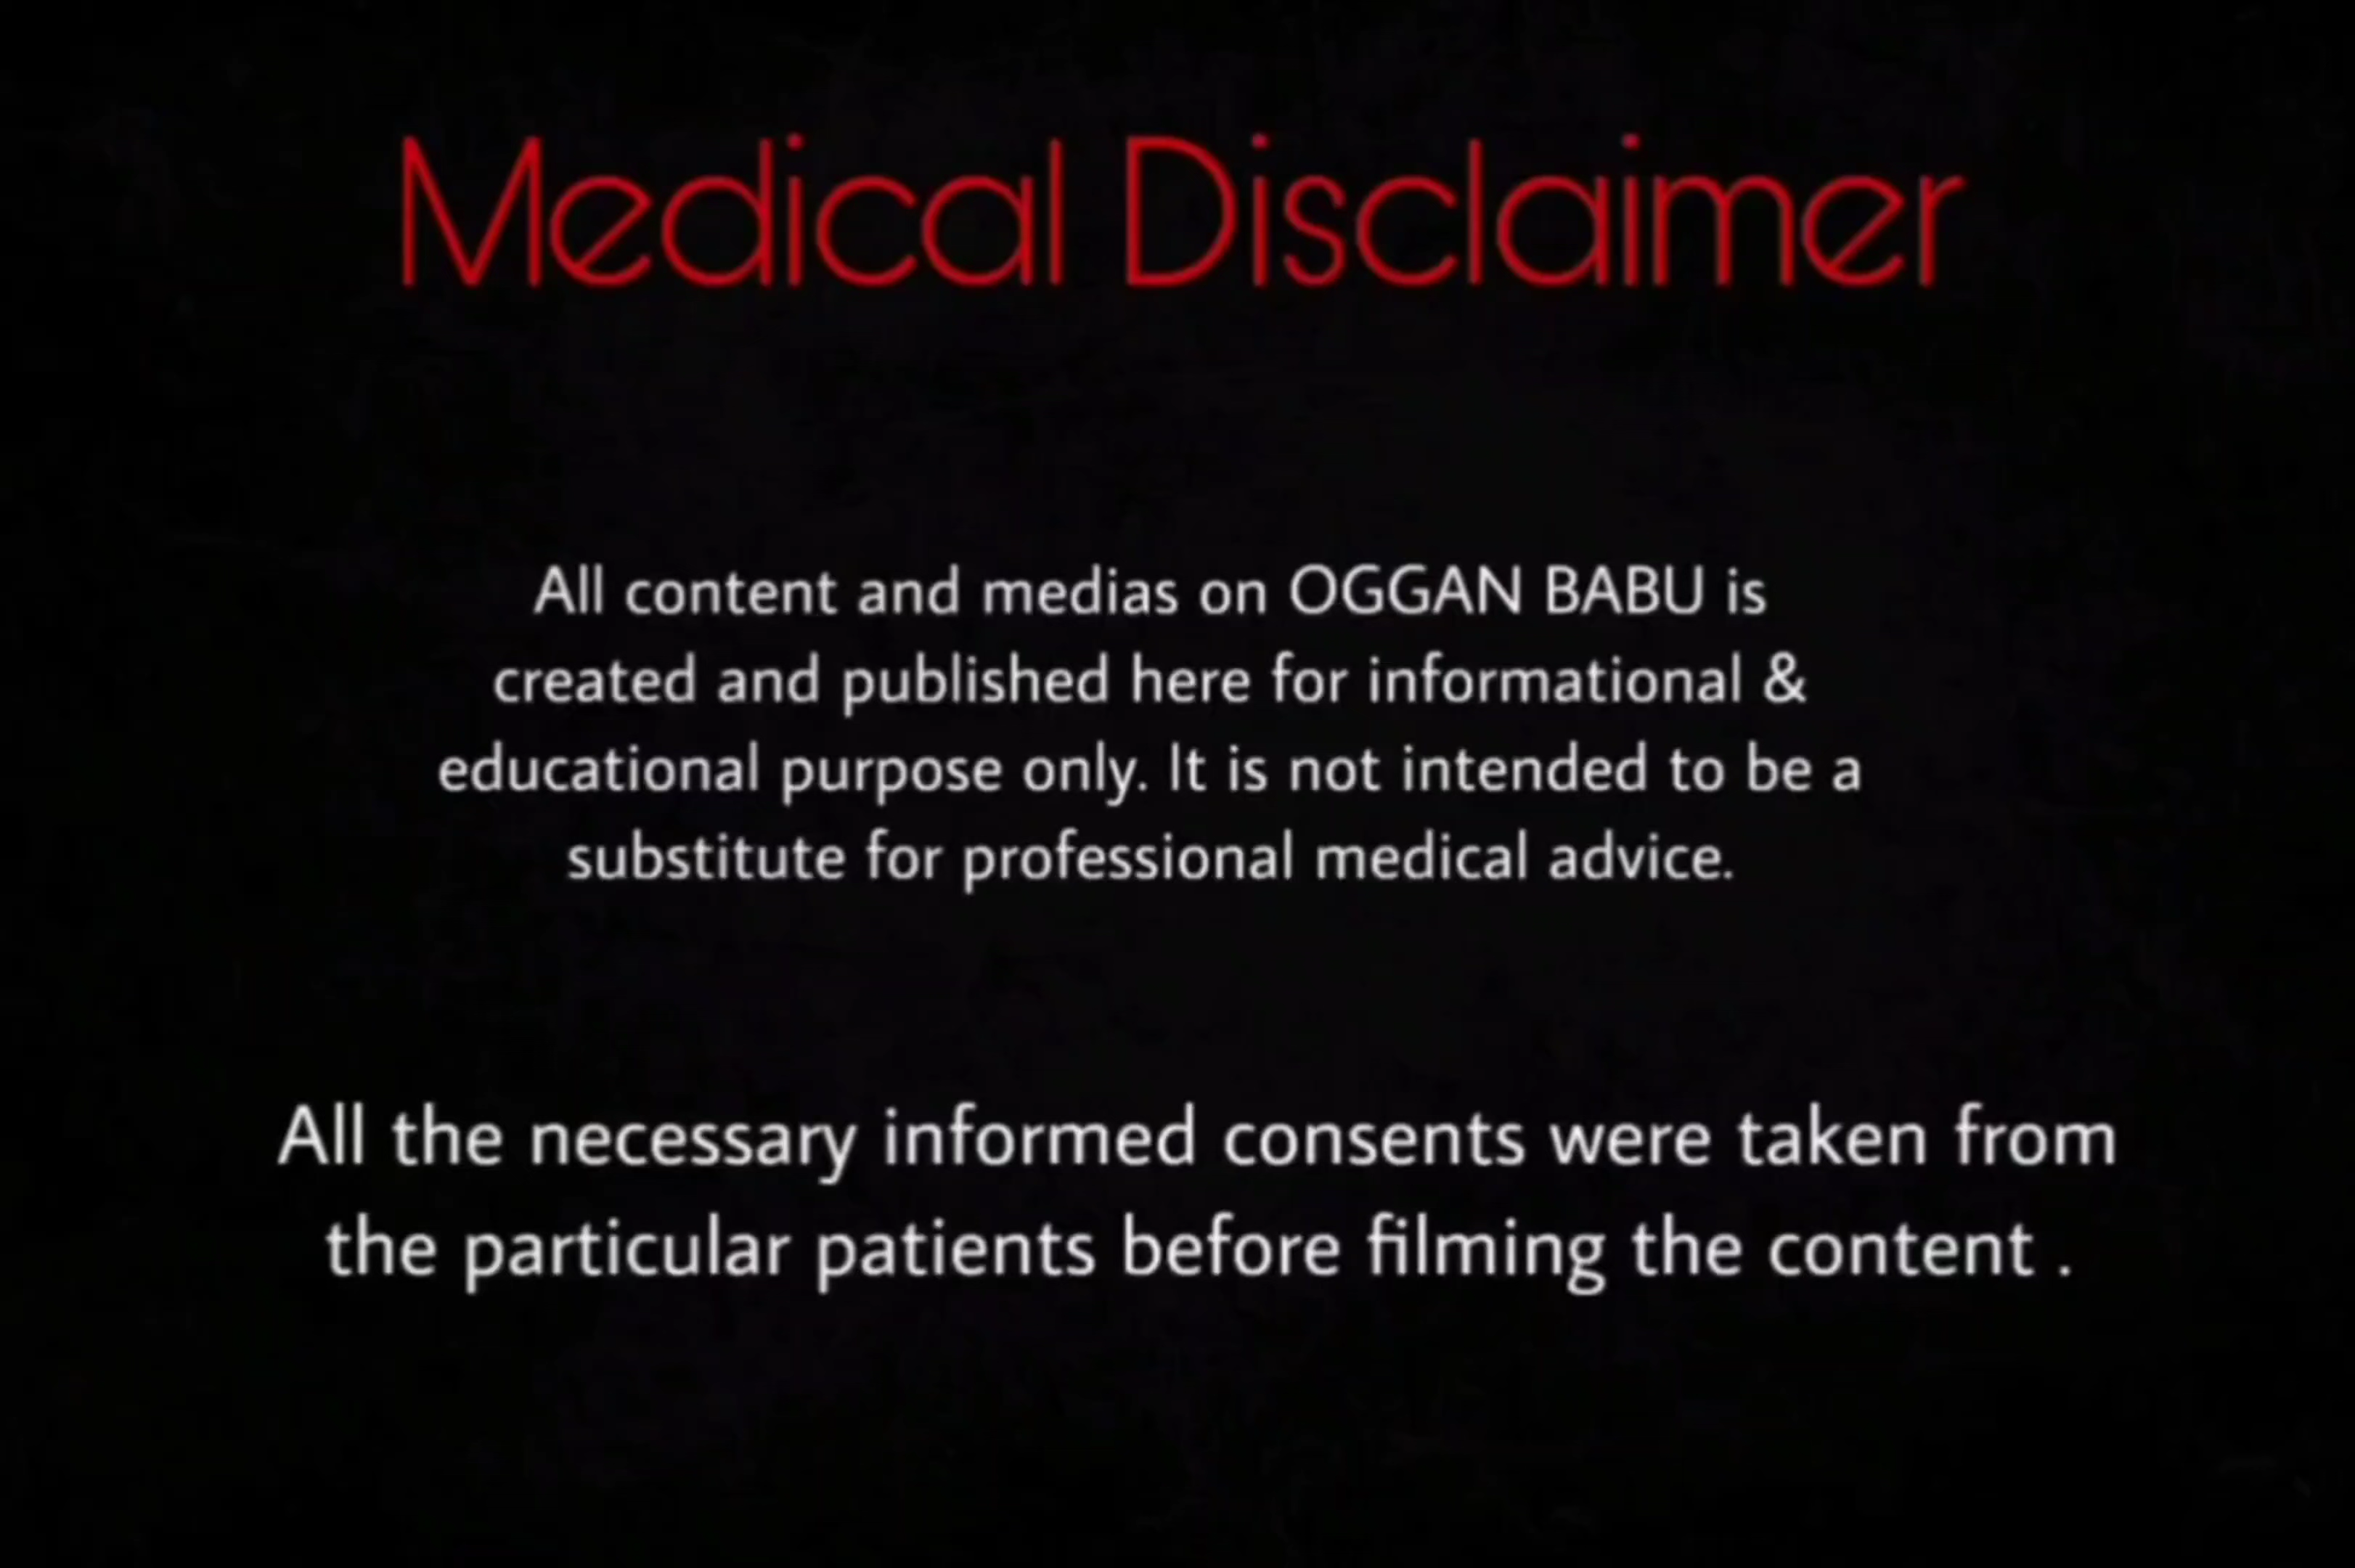 Medical Disclaimer
All content and medias on OGGAN BABU is
created and published here for informational &
educational purpose only. It is not intended to be a
substitute for professional medical advice.
All the necessary informed consents were taken from
the particular patients before filming the content .